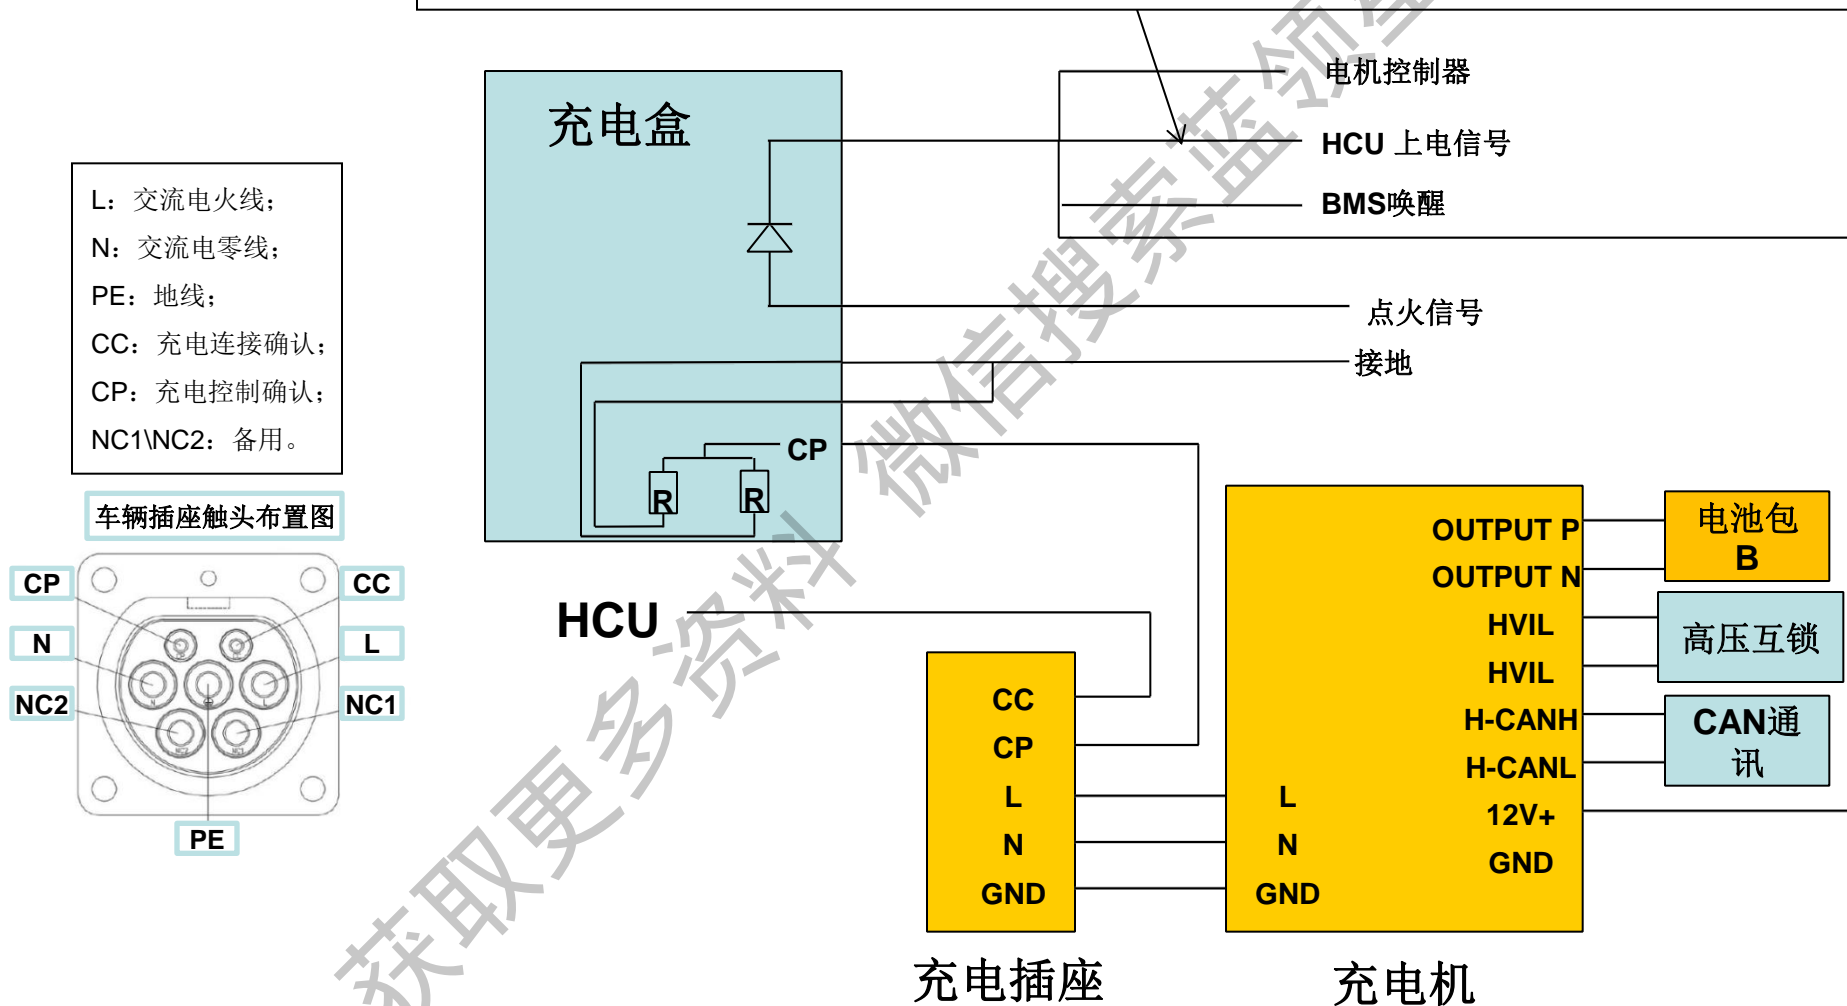 充电盒
电机控制器
HCU 上电信号
BMS唤醒
点火信号
接地
CP
R
R
L：交流电火线；
N：交流电零线；
PE：地线；
CC：充电连接确认；
CP：充电控制确认；
NC1\NC2：备用。
车辆插座触头布置图
CP
CC
N
L
NC2
NC1
PE
HCU
CC
CP
L
N
GND
充电插座
L
N
GND
OUTPUT P
OUTPUT N
HVIL
HVIL
H-CANH
H-CANL
12V+
GND
充电机
电池包
B
高压互锁
CAN通
讯
获取更多资料 微信搜索蓝领